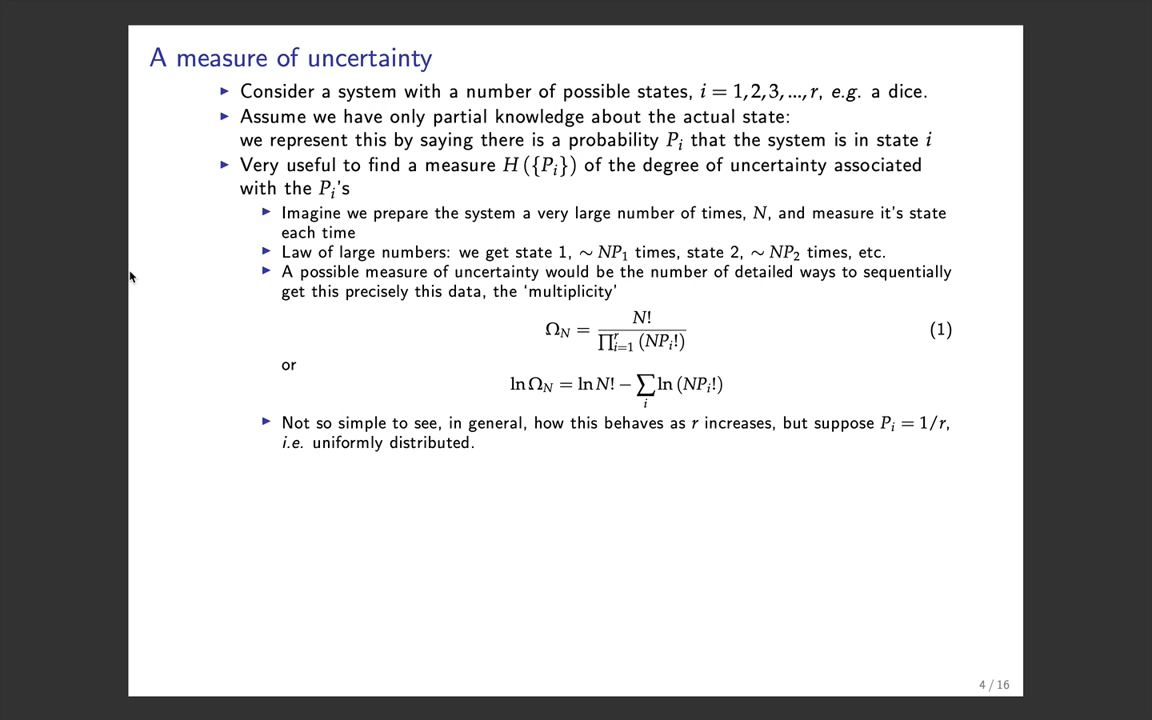 A measure of uncertainty
▶ Consider a system with a number of possible states, i = 1,2,3,...,r, e.g. a dice.
▶ Assume we have only partial knowledge about the actual state:
we represent this by saying there is a probability P_i that the system is in state i
▶ Very useful to find a measure H({P_i}) of the degree of uncertainty associated
with the P_i's
▶ Imagine we prepare the system a very large number of times, N, and measure it's state
each time
▶ Law of large numbers: we get state 1, ∼ NP_1 times, state 2, ∼ NP_2 times, etc.
▶ A possible measure of uncertainty would be the number of detailed ways to sequentially
get this precisely this data, the ‘multiplicity’
Ω_N = N! / ∏_{i=1}^r (NP_i!) (1)
or
ln Ω_N = ln N! − ∑_i ln (NP_i!)
▶ Not so simple to see, in general, how this behaves as r increases, but suppose P_i = 1/r,
i.e. uniformly distributed.
4 / 16